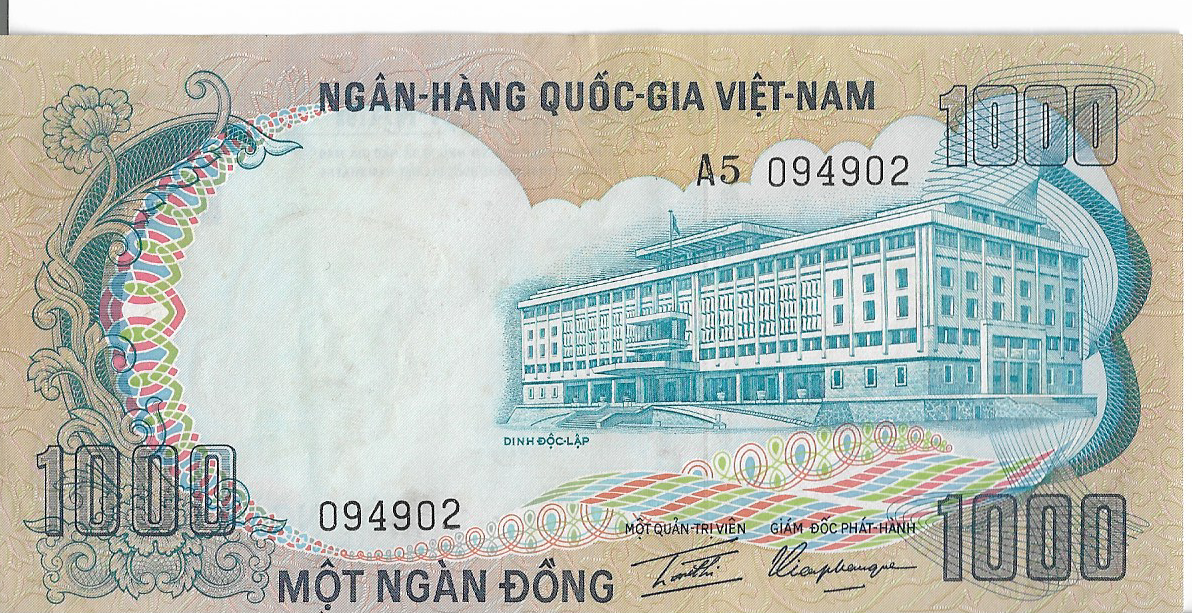 NGÂN-HÀNG QUỐC-GIA VIỆT-NAM
1000
A5 094902
DINH ĐỘC-LẬP
1000
094902
MỘT QUẢN-TRỊ VIÊN GIÁM ĐỐC PHÁT-HÀNH
1000
MỘT NGÀN ĐỒNG